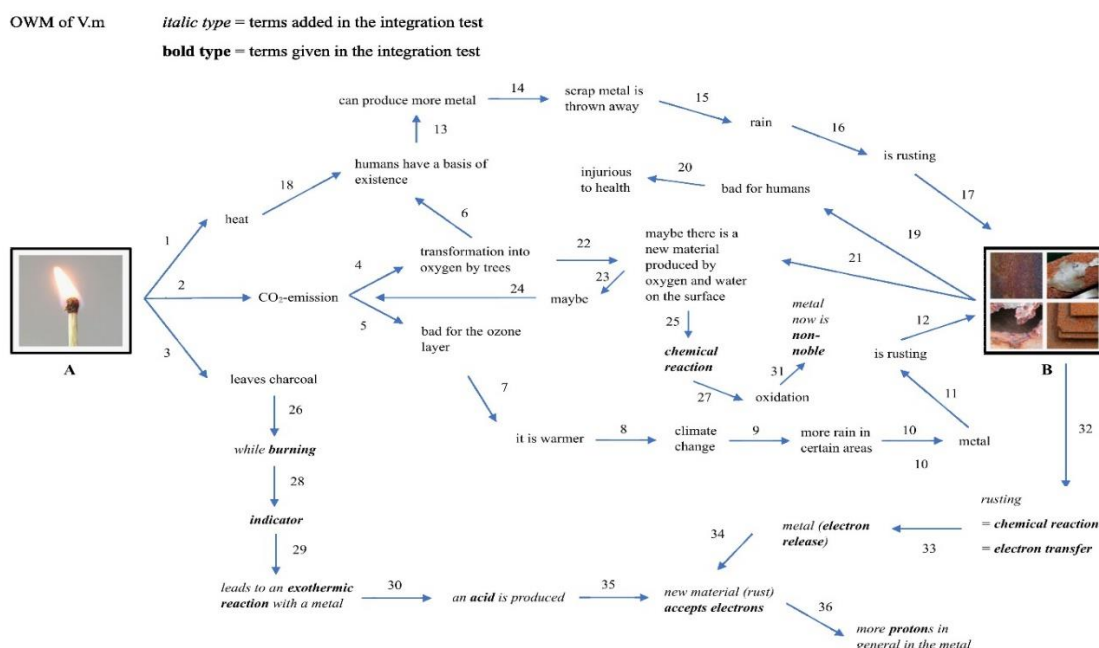 OWM of V.m
italic type = terms added in the integration test
bold type = terms given in the integration test
can produce more metal
14
scrap metal is
thrown away
15
rain
16
is rusting
17
13
humans have a basis of
existence
18
heat
injurious
to health
20
bad for humans
19
6
1
2
3
4
5
transformation into
oxygen by trees
22
maybe there is a
new material
produced by
oxygen and water
on the surface
21
23
24
maybe
CO₂-emission
A
bad for the ozone
layer
25
metal
now is
non-
noble
12
is rusting
B
chemical
reaction
31
27
oxidation
11
leaves charcoal
7
26
while burning
it is warmer
8
climate
change
9
more rain in
certain areas
10
10
metal
32
28
indicator
29
rusting
= chemical reaction
= electron transfer
33
metal (electron
release)
34
leads to an exothermic
reaction with a metal
30
an acid is produced
35
new material (rust)
accepts electrons
36
more protons in
general in the metal